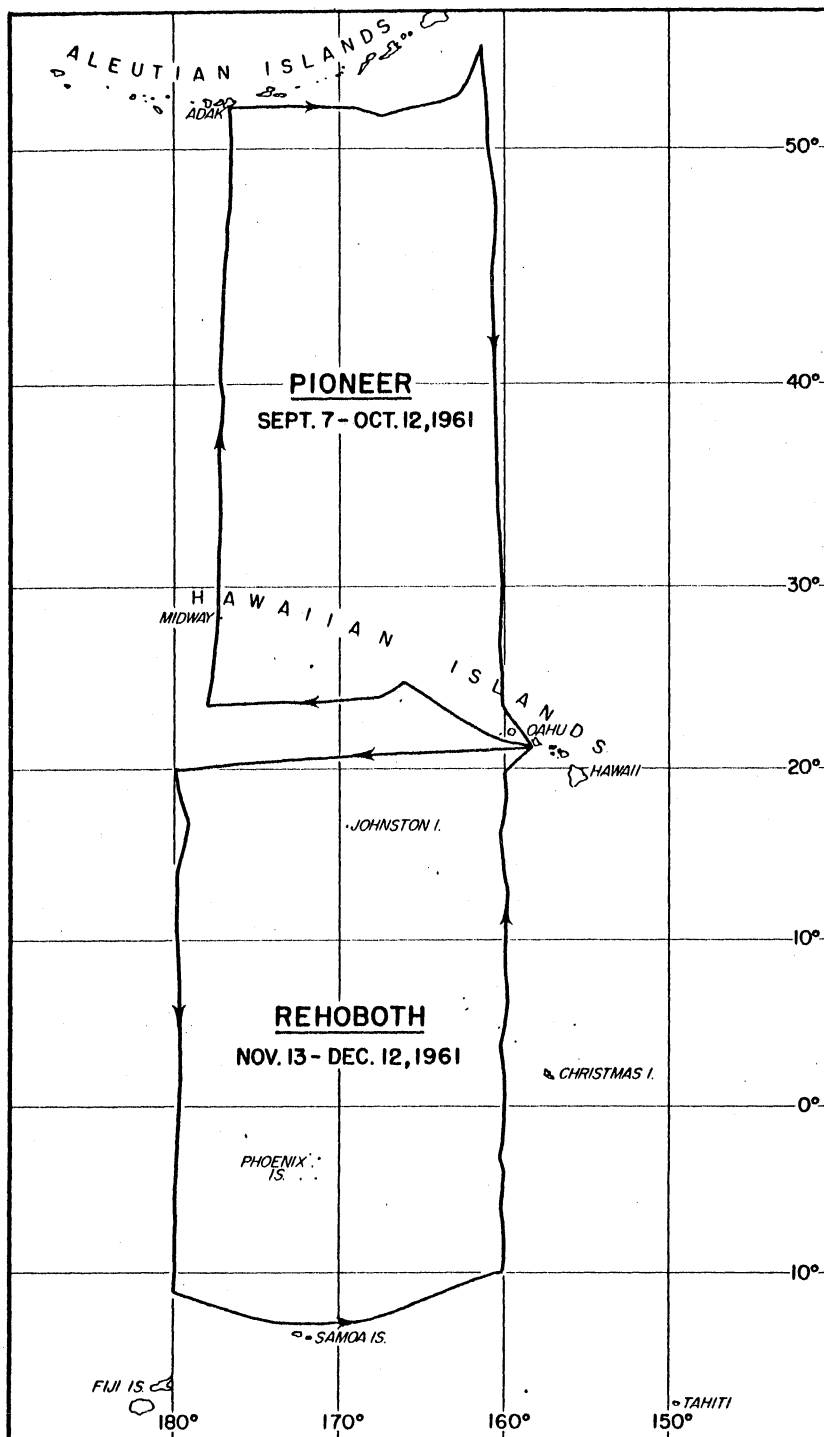 ALEUTIAN ISLANDS
ADAK
50°
PIONEER
40°
SEPT. 7 - OCT. 12, 1961
30°
HAWAIIAN ISLANDS
MIDWAY
OAHU
HAWAII
20°
JOHNSTON I.
10°
REHOBOTH
NOV. 13 - DEC. 12, 1961
CHRISTMAS I.
0°
PHOENIX
IS.
10°
SAMOA IS.
FIJI IS.
TAHITI
180° 170° 160° 150°